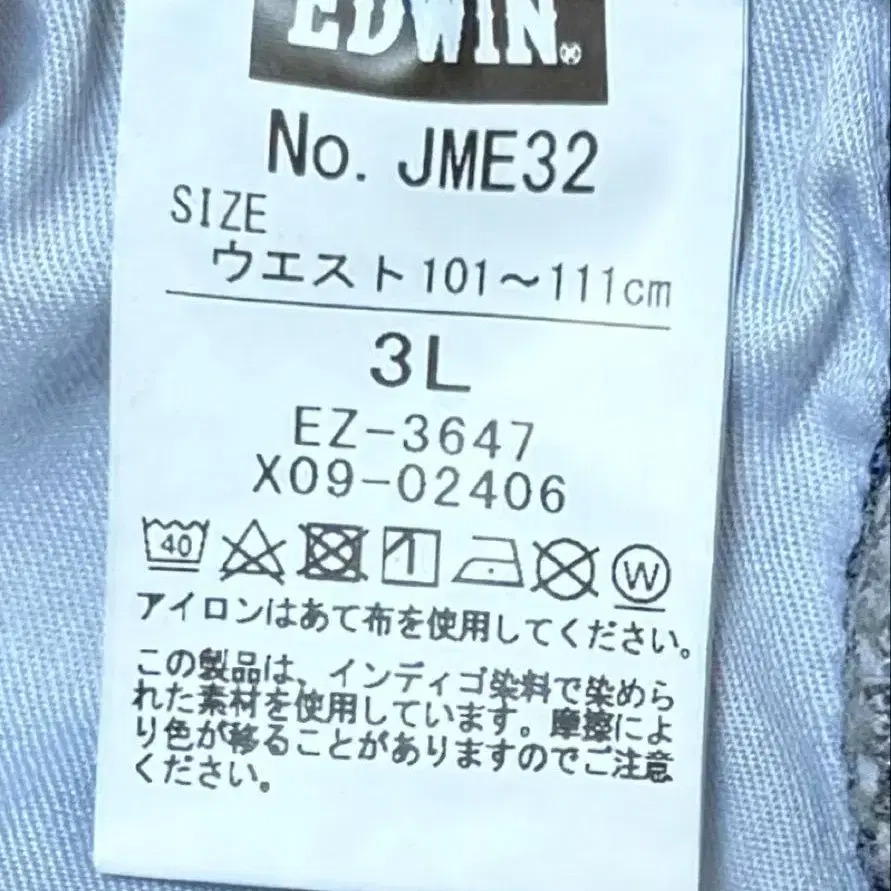 EDWIN®
No. JME32
SIZE
ウエスト101～111cm
3L
EZ-3647
X09-02406
40 W
アイロンはあて布を使用してください。
この製品は、インディゴ染料で染めら
れた素材を使用しています。摩擦によ
り色が移ることがありますのでご注意
ください。